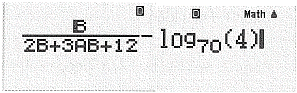 Math ▲
B
2B+3AB+12 - log₇₀(4)